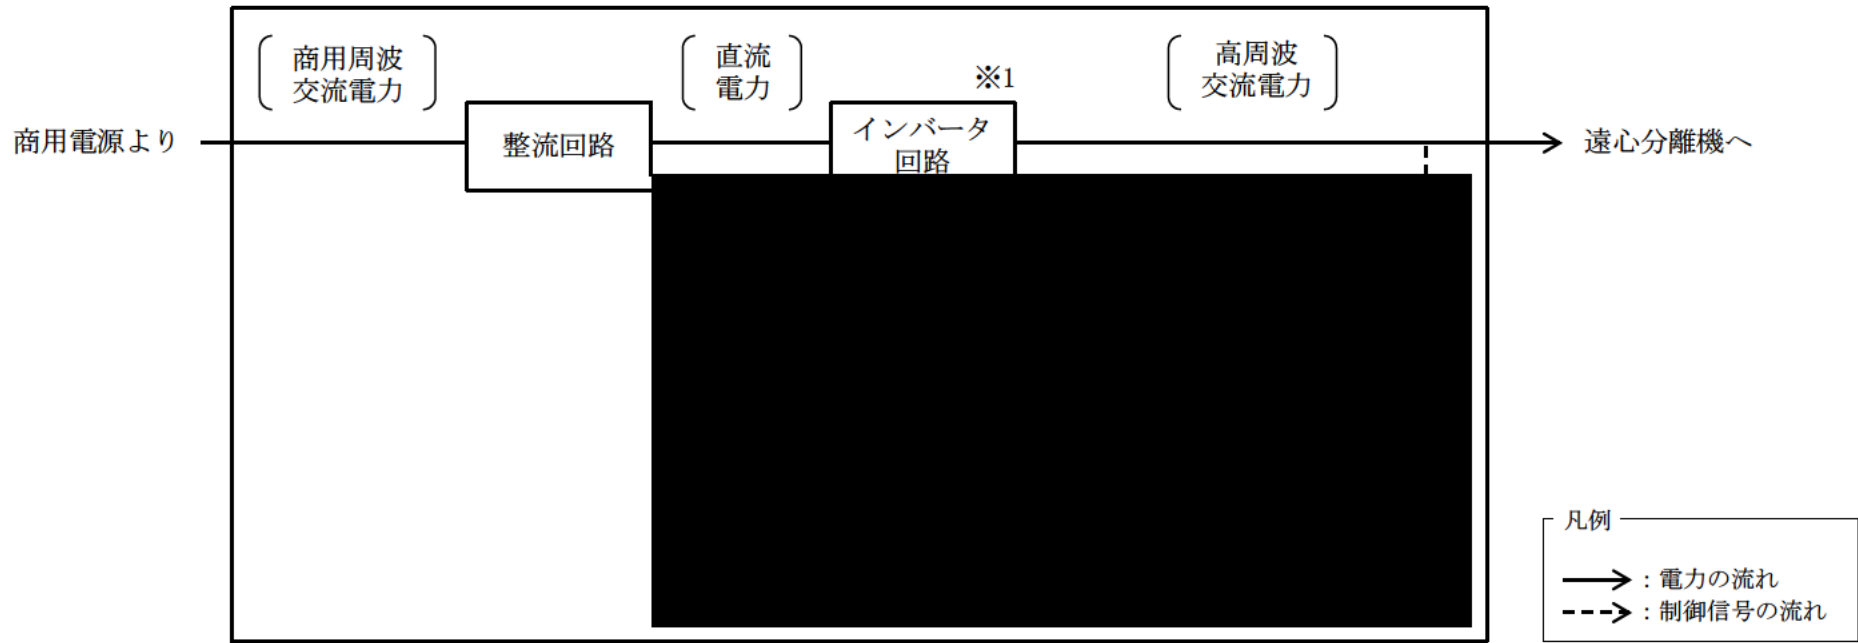 商用周波
交流電力
直流
電力
※1
高周波
交流電力
商用電源より
整流回路
インバータ
回路
遠心分離機へ
凡例
：電力の流れ
：制御信号の流れ